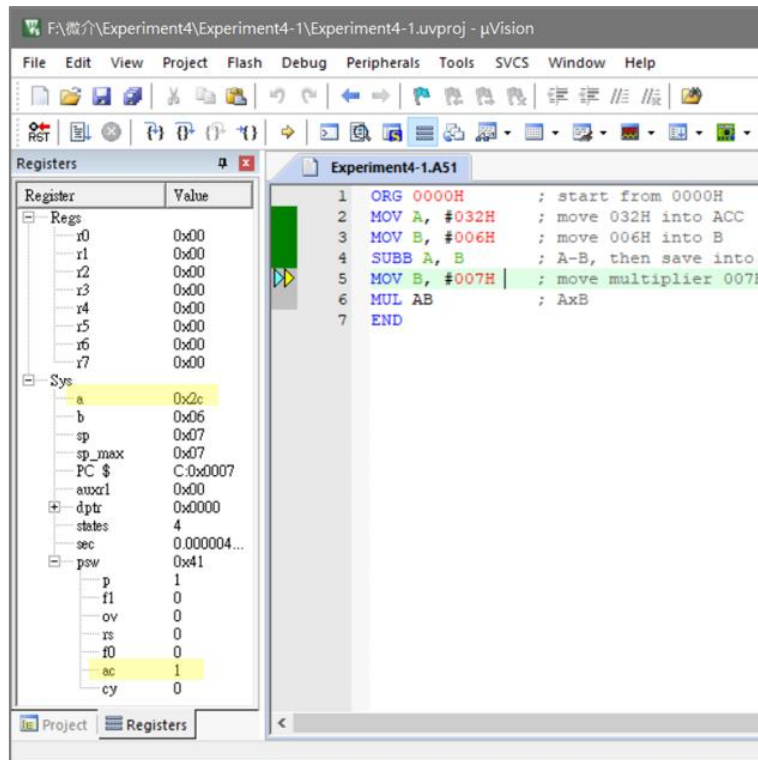 F:\微介\Experiment4\Experiment4-1\Experiment4-1.uvproj - µVision
File Edit View Project Flash Debug Peripherals Tools SVCS Window Help
RST
Registers
Experiment4-1.A51
Register Value
Regs
r0 0x00
r1 0x00
r2 0x00
r3 0x00
r4 0x00
r5 0x00
r6 0x00
r7 0x00
Sys
a 0x2c
b 0x06
sp 0x07
sp_max 0x07
PC $ C:0x0007
auxr1 0x00
dptr 0x0000
states 4
sec 0.000004...
psw 0x41
p 1
f1 0
ov 0
rs 0
f0 0
ac 1
cy 0
1 ORG 0000H ; start from 0000H
2 MOV A, #032H ; move 032H into ACC
3 MOV B, #006H ; move 006H into B
4 SUBB A, B ; A-B, then save into
5 MOV B, #007H ; move multiplier 007H
6 MUL AB ; AxB
7 END
Project Registers